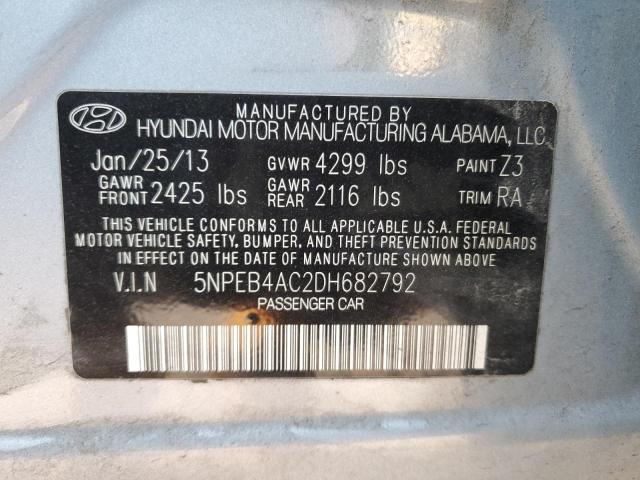 MANUFACTURED BY
HYUNDAI MOTOR MANUFACTURING ALABAMA, LLC.
Jan/25/13 GVWR 4299 lbs PAINT Z3
GAWR FRONT 2425 lbs GAWR REAR 2116 lbs TRIM RA
THIS VEHICLE CONFORMS TO ALL APPLICABLE U.S.A. FEDERAL
MOTOR VEHICLE SAFETY, BUMPER, AND THEFT PREVENTION STANDARDS
IN EFFECT ON THE DATE OF MANUFACTURE SHOWN ABOVE.
V.I.N 5NPEB4AC2DH682792
PASSENGER CAR